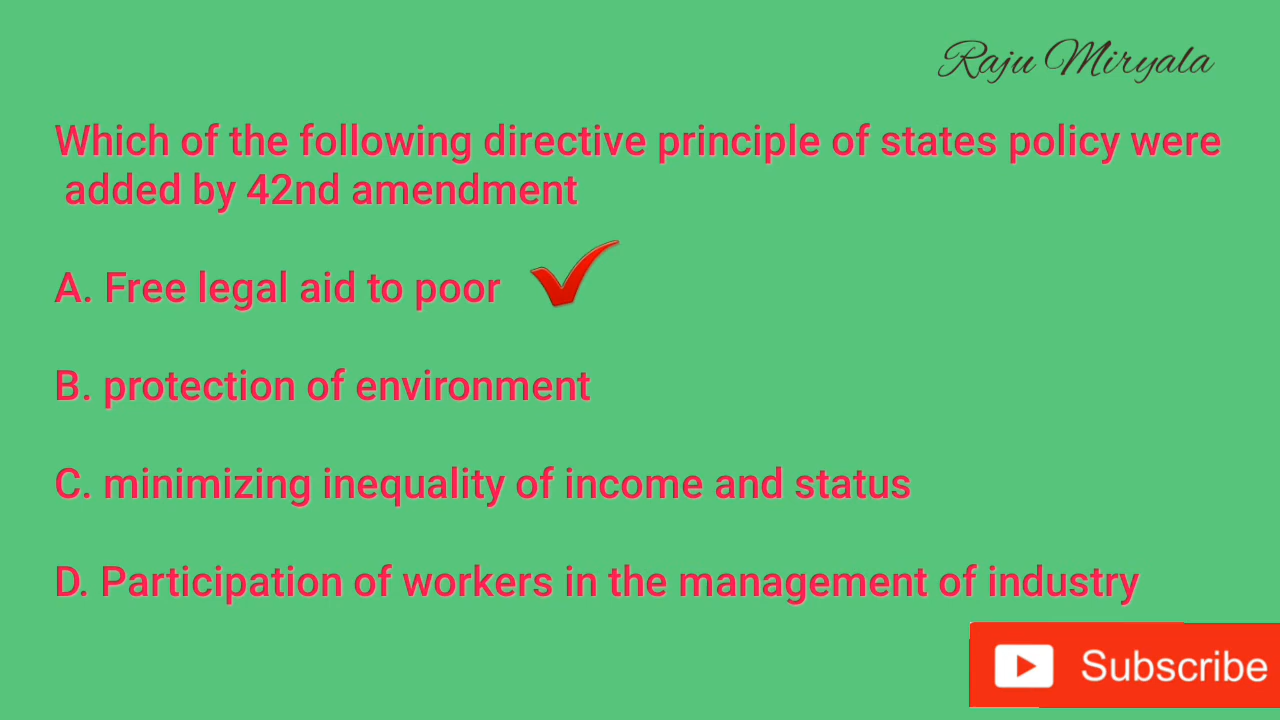 Raju Miryala
Which of the following directive principle of states policy were
added by 42nd amendment
A. Free legal aid to poor
B. protection of environment
C. minimizing inequality of income and status
D. Participation of workers in the management of industry
Subscribe